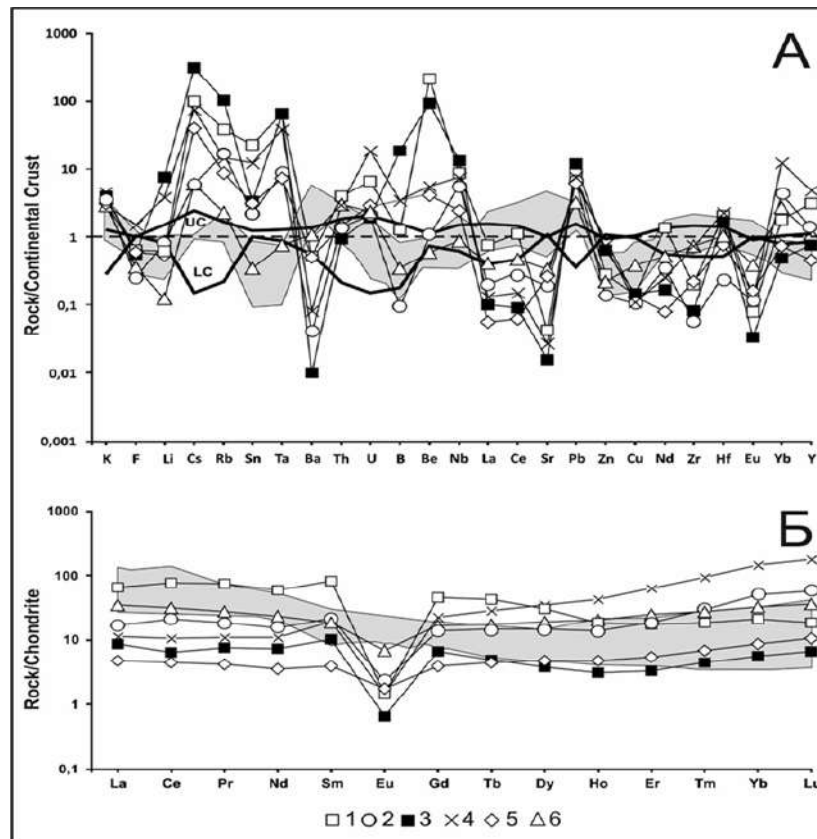 А
Rock/Continental Crust
1000
100
10
1
0,1
0,01
0,001
UC
LC
K F Li Cs Rb Sn Ta Ba Th U B Be Nb La Ce Sr Pb Zn Cu Nd Zr Hf Eu Yb Y
Б
Rock/Chondrite
1000
100
10
1
0,1
La Ce Pr Nd Sm Eu Gd Tb Dy Ho Er Tm Yb Lu
1 2 3 4 5 6